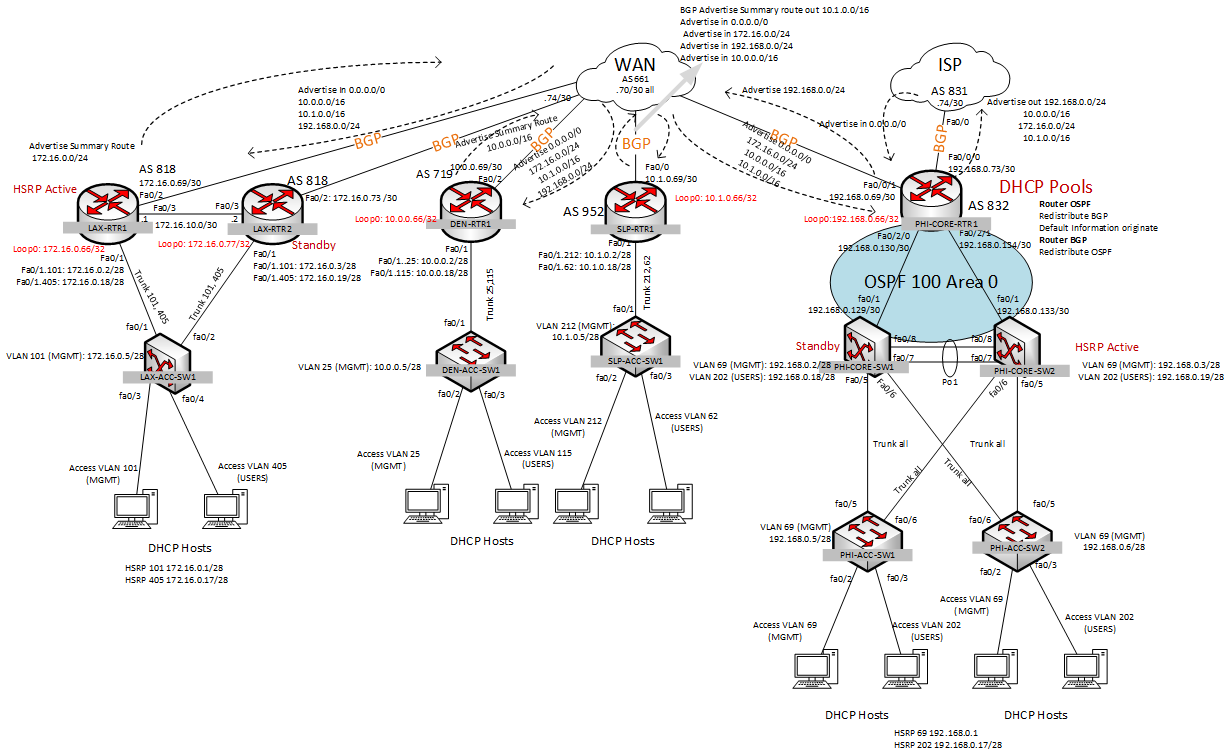 BGP Advertise Summary route out 10.1.0.0/16
Advertise in 0.0.0.0/0
Advertise in 172.16.0.0/24
Advertise in 192.168.0.0/24
Advertise in 10.0.0.0/16
WAN
AS 661
.70/30 all
.74/30
ISP
AS 831
.74/30
Fa0/0
BGP
Advertise 192.168.0.0/24
Advertise in 0.0.0.0/0
Advertise out 192.168.0.0/24
10.0.0.0/16
172.16.0.0/24
10.1.0.0/16
Advertise in 0.0.0.0/0
10.0.0.0/16
10.1.0.0/16
192.168.0.0/24
Advertise Summary Route
172.16.0.0/24
BGP
BGP
BGP
BGP
BGP
Advertise Summary Route
10.0.0.0/16
Advertise 0.0.0.0/0
172.16.0.0/24
10.1.0.0/16
192.168.0.0/24
Advertise 0.0.0.0/0
172.16.0.0/24
10.0.0.0/16
10.1.0.0/16
HSRP Active
AS 818
172.16.0.69/30
Fa0/2
Fa0/3
.1
LAX-RTR1
Loop0: 172.16.0.66/32
Fa0/1
Fa0/1.101: 172.16.0.2/28
Fa0/1.405: 172.16.0.18/28
172.16.10.0/30
AS 818
Fa0/2: 172.16.0.73 /30
Fa0/3
.2
LAX-RTR2
Loop0: 172.16.0.77/32
Standby
Fa0/1
Fa0/1.101: 172.16.0.3/28
Fa0/1.405: 172.16.0.19/28
Trunk 101, 405
Trunk 101, 405
fa0/1
fa0/2
VLAN 101 (MGMT): 172.16.0.5/28
LAX-ACC-SW1
fa0/3
fa0/4
Access VLAN 101
(MGMT)
Access VLAN 405
(USERS)
DHCP Hosts
HSRP 101 172.16.0.1/28
HSRP 405 172.16.0.17/28
AS 719
10.0.0.69/30
Fa0/2
Loop0: 10.0.0.66/32
DEN-RTR1
Fa0/1
Fa0/1..25: 10.0.0.2/28
Fa0/1.115: 10.0.0.18/28
Trunk 25,115
fa0/1
VLAN 25 (MGMT): 10.0.0.5/28
DEN-ACC-SW1
fa0/2
fa0/3
Access VLAN 25
(MGMT)
Access VLAN 115
(USERS)
DHCP Hosts
AS 952
Fa0/0
10.1.0.69/30
Loop0: 10.1.0.66/32
SLP-RTR1
Fa0/1
Fa0/1.212: 10.1.0.2/28
Fa0/1.62: 10.1.0.18/28
Trunk 212,62
fa0/1
VLAN 212 (MGMT):
10.1.0.5/28
SLP-ACC-SW1
fa0/2
fa0/3
Access VLAN 212
(MGMT)
Access VLAN 62
(USERS)
DHCP Hosts
Fa0/0/0
192.168.0.73/30
Fa0/0/1
192.168.0.69/30
AS 832
Loop0:192.168.0.66/32
PHI-CORE-RTR1
Fa0/2/0
192.168.0.130/30
Fa0/2/1
192.168.0.134/30
DHCP Pools
Router OSPF
Redistribute BGP
Default Information originate
Router BGP
Redistribute OSPF
OSPF 100 Area 0
fa0/1
192.168.0.129/30
fa0/1
192.168.0.133/30
Standby
HSRP Active
fa0/8
fa0/8
fa0/7
fa0/7
Po1
VLAN 69 (MGMT): 192.168.0.2/28
VLAN 202 (USERS): 192.168.0.18/28
PHI-CORE-SW1
PHI-CORE-SW2
VLAN 69 (MGMT): 192.168.0.3/28
VLAN 202 (USERS): 192.168.0.19/28
Fa0/5
Fa0/6
fa0/6
fa0/5
Trunk all
Trunk all
Trunk all
Trunk all
fa0/5
fa0/6
fa0/6
fa0/5
VLAN 69 (MGMT)
192.168.0.5/28
PHI-ACC-SW1
PHI-ACC-SW2
VLAN 69 (MGMT)
192.168.0.6/28
fa0/2
fa0/3
fa0/2
fa0/3
Access VLAN 69
(MGMT)
Access VLAN 202
(USERS)
Access VLAN 69
(MGMT)
Access VLAN 202
(USERS)
DHCP Hosts
DHCP Hosts
HSRP 69 192.168.0.1
HSRP 202 192.168.0.17/28